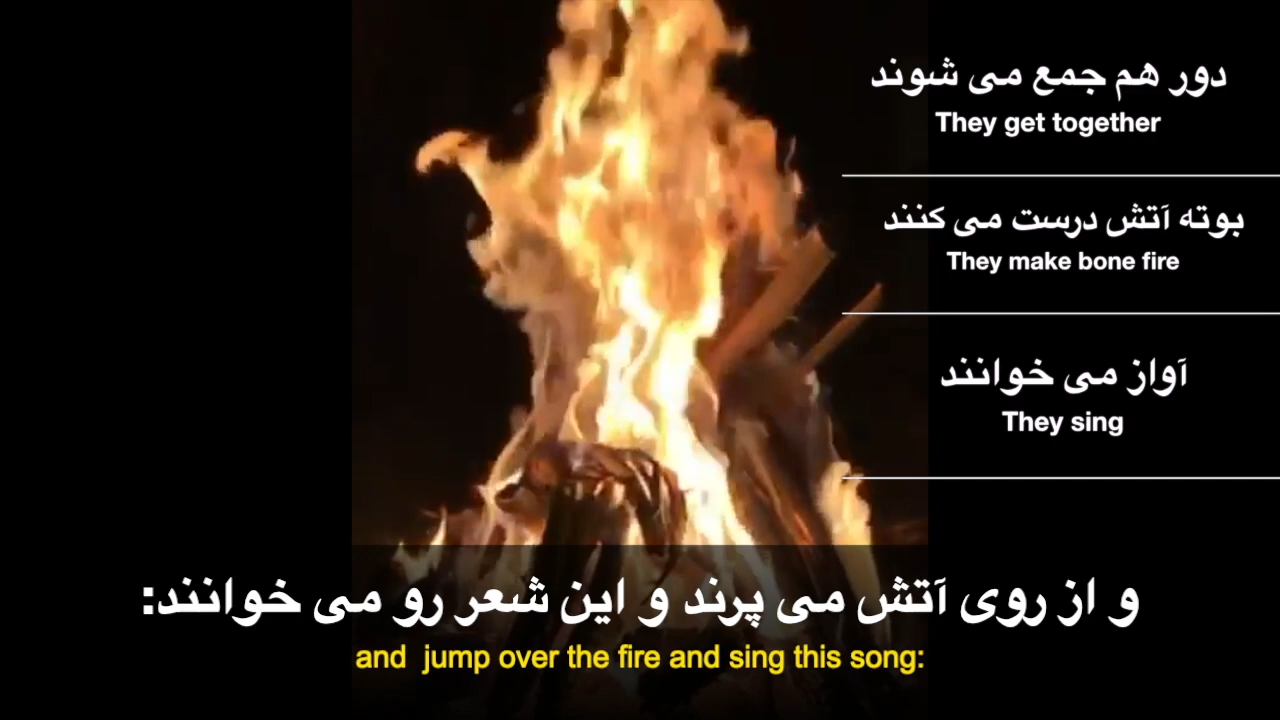 دور هم جمع می شوند
They get together
بوته آتش درست می کنند
They make bone fire
آواز می خوانند
They sing
و از روی آتش می پرند و این شعر رو می خوانند:
and  jump over the fire and sing this song: